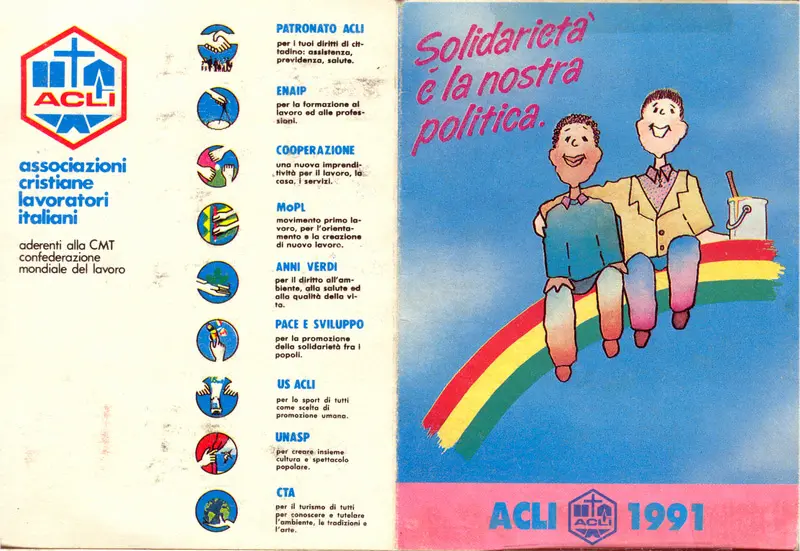 ACLI
associazioni
cristiane
lavoratori
italiani
aderenti alla CMT
confederazione
mondiale del lavoro
PATRONATO ACLI
per i tuoi diritti di cit-
tadino: assistenza,
previdenza, salute.
ENAIP
per la formazione al
lavoro ed alle profes-
sioni.
COOPERAZIONE
una nuova imprendi-
tività per il lavoro, la
casa, i servizi.
MoPL
movimento primo la-
voro, per l'orienta-
mento e la creazione
di nuovo lavoro.
ANNI VERDI
per il diritto all'am-
biente, alla salute ed
alla qualità della vi-
ta.
PACE E SVILUPPO
per la promozione
della solidarietà fra i
popoli.
US ACLI
per lo sport di tutti
come scelta di
promozione umana.
UNASP
per creare insieme
cultura e spettacolo
popolare.
CTA
per il turismo di tutti
per conoscere e tutelare
l'ambiente, le tradizioni e
l'arte.
Solidarietà
è la nostra
politica.
ACLI ACLI 1991